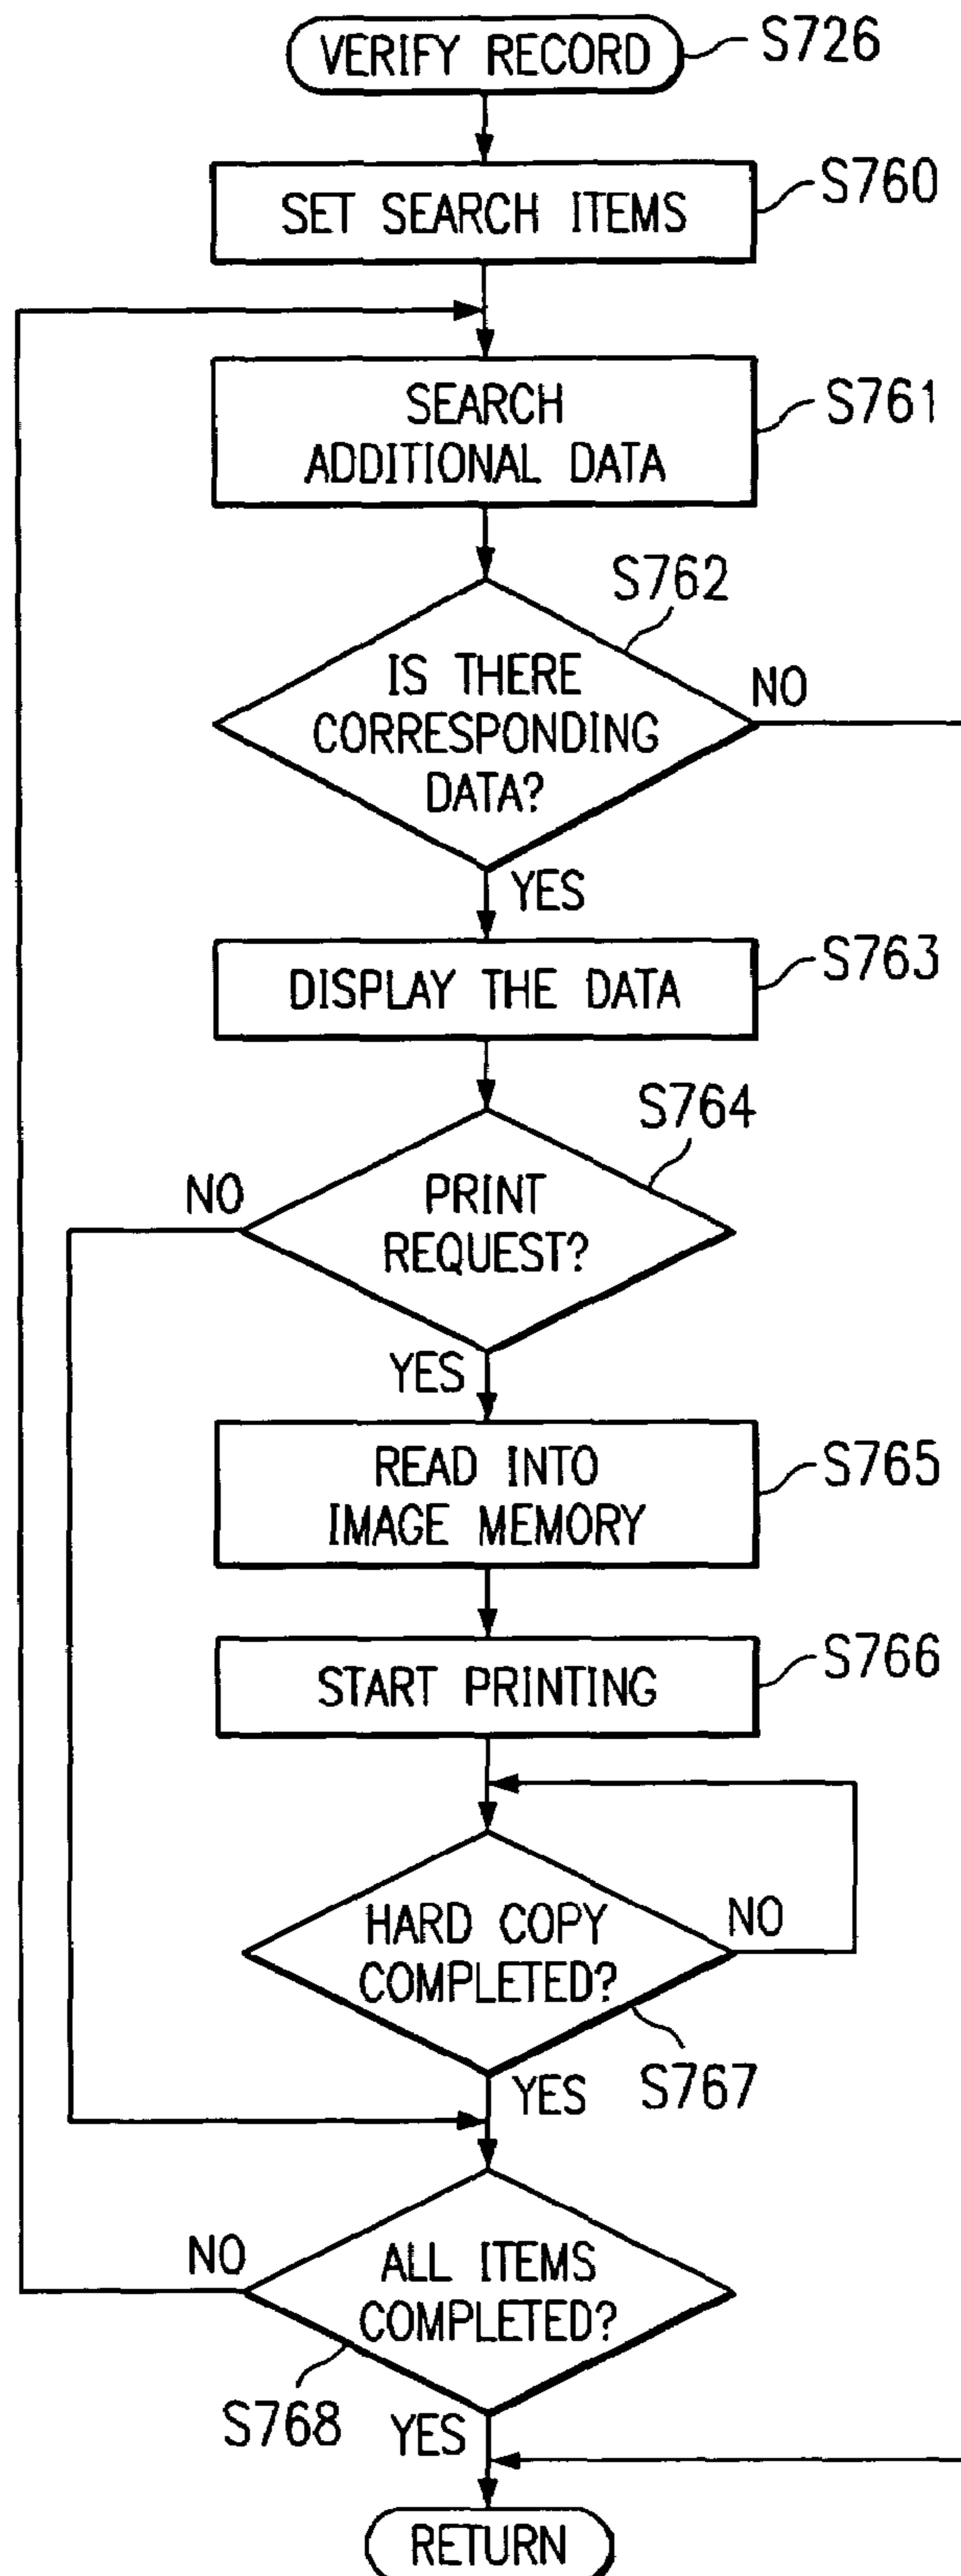 VERIFY RECORD
S726
SET SEARCH ITEMS
S760
SEARCH
ADDITIONAL DATA
S761
S762
IS THERE
CORRESPONDING
DATA?
NO
YES
DISPLAY THE DATA
S763
S764
PRINT
REQUEST?
NO
YES
READ INTO
IMAGE MEMORY
S765
START PRINTING
S766
HARD COPY
COMPLETED?
NO
S767
YES
ALL ITEMS
COMPLETED?
NO
S768
YES
RETURN